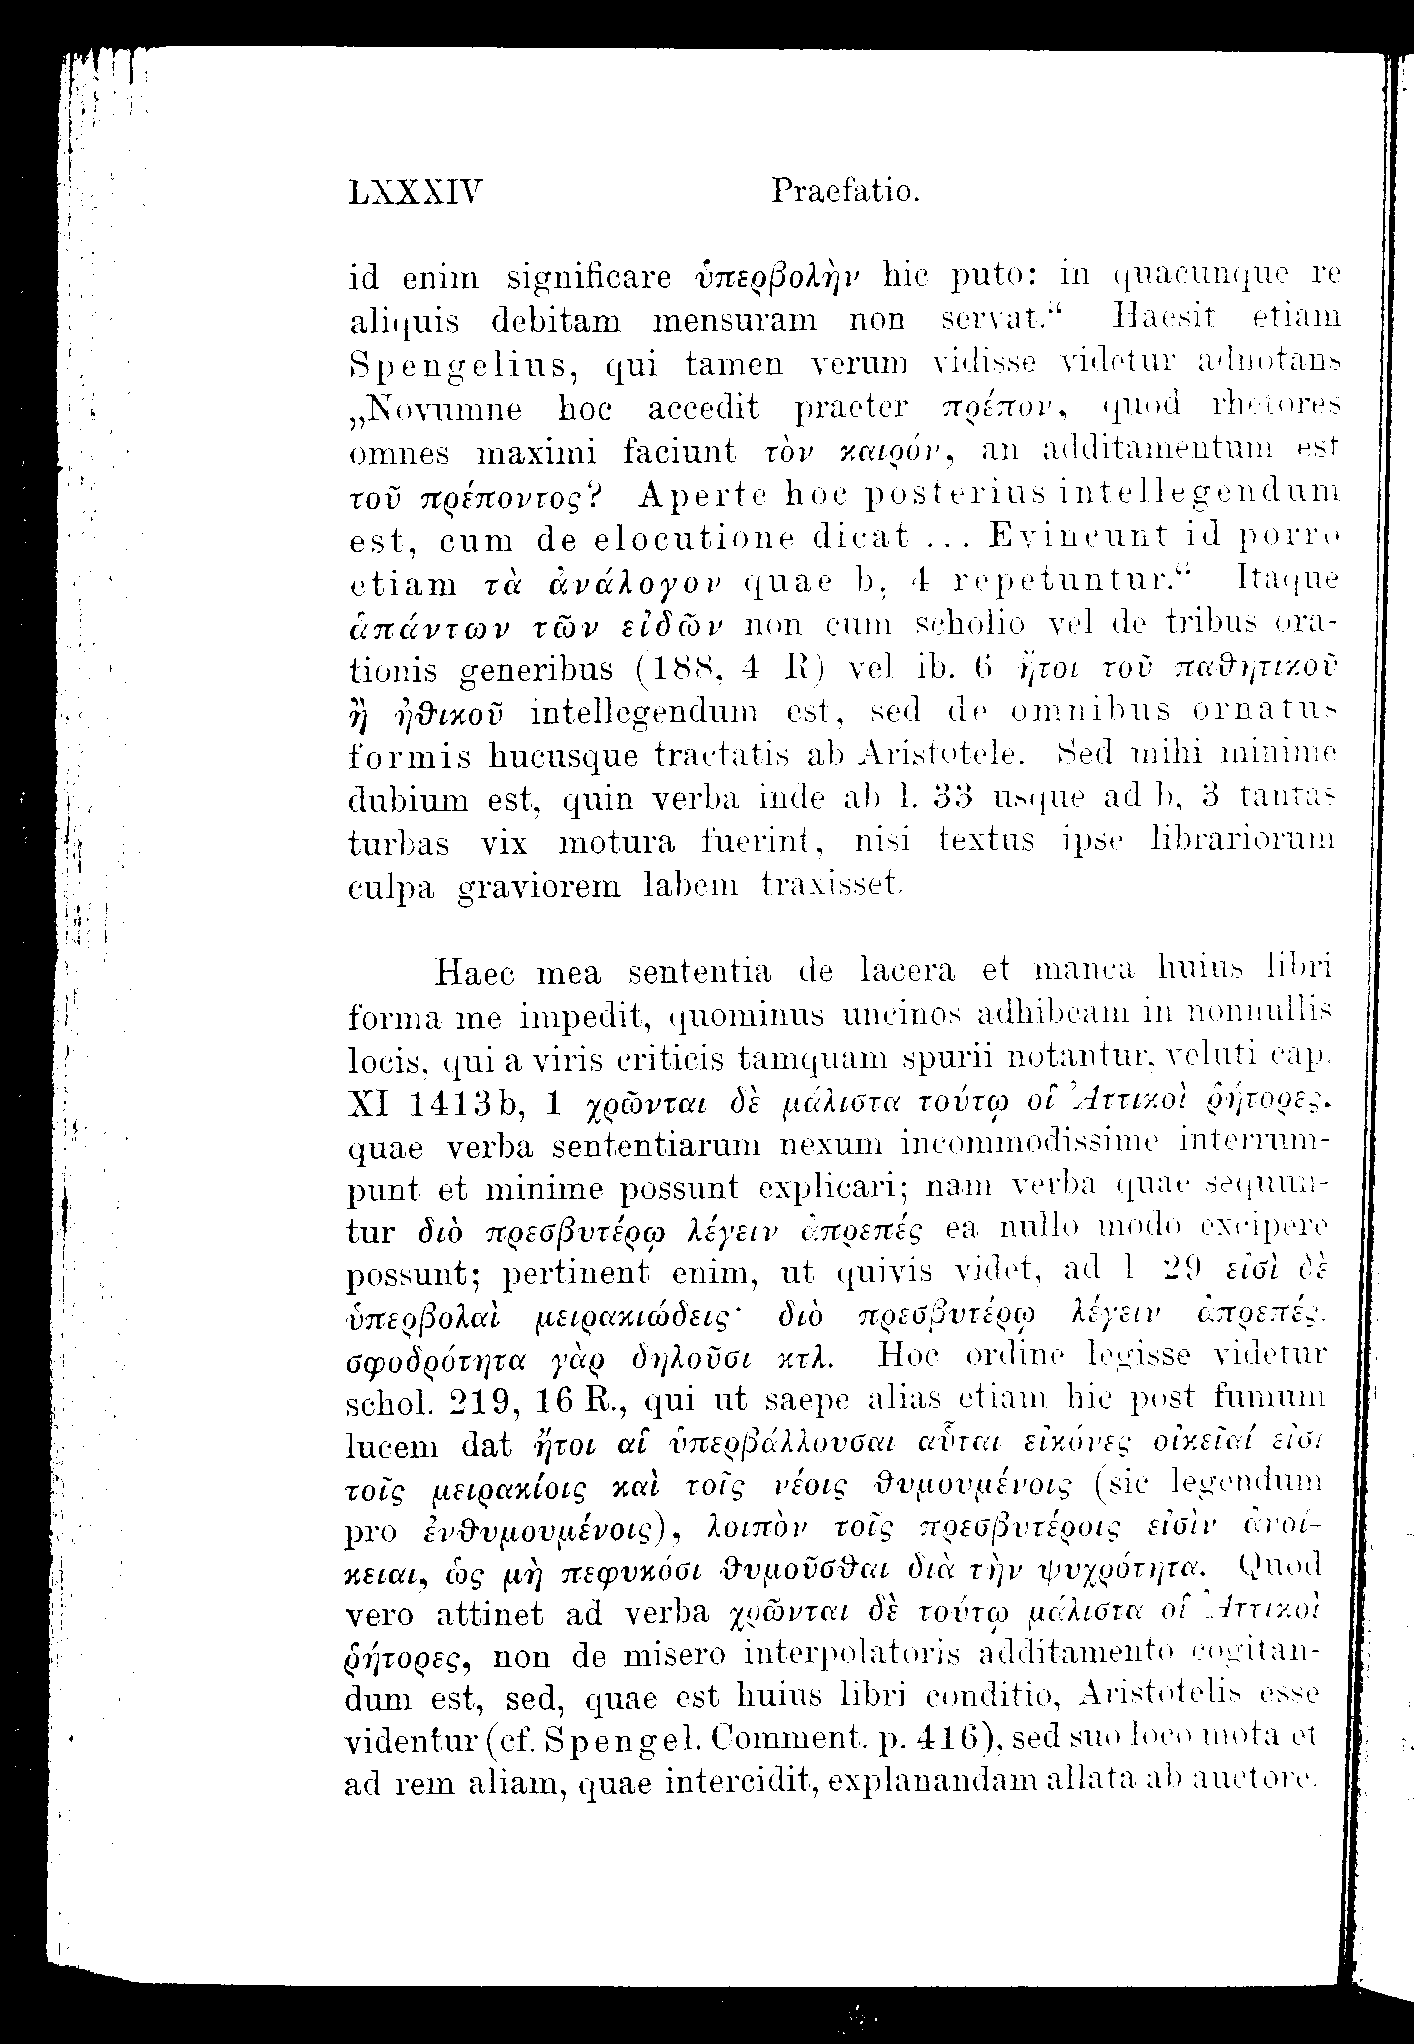 LXXXIV Praefatio.
id enim significare ὑπερβολὴν hic puto: in quacunque re
aliquis debitam mensuram non servat.“ Haesit etiam
Spengelius, qui tamen verum vidisse videtur adnotans
„Novumne hoc accedit praeter πρέπον, quod rhetores
omnes maximi faciunt τὸν καιρόν, an additamentum est
τοῦ πρέποντος? Aperte hoc posterius intellegendum
est, cum de elocutione dicat ... Evincunt id porro
etiam τὰ ἀνάλογον quae b, 4 repetuntur.“ Itaque
ἁπάντων τῶν εἰδῶν non cum scholio vel de tribus ora-
tionis generibus (188, 4 R) vel ib. 6 ἤτοι τοῦ παθητικοῦ
ἢ ἠθικοῦ intellegendum est, sed de omnibus ornatus
formis hucusque tractatis ab Aristotele. Sed mihi minime
dubium est, quin verba inde ab l. 33 usque ad b, 3 tantas
turbas vix motura fuerint, nisi textus ipse librariorum
culpa graviorem labem traxisset.
Haec mea sententia de lacera et manca huius libri
forma me impedit, quominus uncinos adhibeam in nonnullis
locis, qui a viris criticis tamquam spurii notantur, veluti cap.
XI 1413b, 1 χρῶνται δὲ μάλιστα τούτῳ οἱ Ἀττικοὶ ῥήτορες.
quae verba sententiarum nexum incommodissime interrum-
punt et minime possunt explicari; nam verba quae sequun-
tur διὸ πρεσβυτέρῳ λέγειν ἀπρεπές ea nullo modo excipere
possunt; pertinent enim, ut quivis videt, ad l 29 εἰσὶ δὲ
ὑπερβολαὶ μειρακιώδεις· διὸ πρεσβυτέρῳ λέγειν ἀπρεπές.
σφοδρότητα γὰρ δηλοῦσι κτλ. Hoc ordine legisse videtur
schol. 219, 16 R., qui ut saepe alias etiam hic post fumum
lucem dat ἤτοι αἱ ὑπερβάλλουσαι αὗται εἰκόνες οἰκεῖαί εἰσι
τοῖς μειρακίοις καὶ τοῖς νέοις θυμουμένοις (sic legendum
pro ἐνθυμουμένοις), λοιπὸν τοῖς πρεσβυτέροις εἰσὶν ἀνοί-
κειαι, ὡς μὴ πεφυκόσι θυμοῦσθαι διὰ τὴν ψυχρότητα. Quod
vero attinet ad verba χρῶνται δὲ τούτῳ μάλιστα οἱ Ἀττικοὶ
ῥήτορες, non de misero interpolatoris additamento cogitan-
dum est, sed, quae est huius libri conditio, Aristotelis esse
videntur (cf. Spengel. Comment. p. 416), sed suo loco mota et
ad rem aliam, quae intercidit, explanandam allata ab auctore.